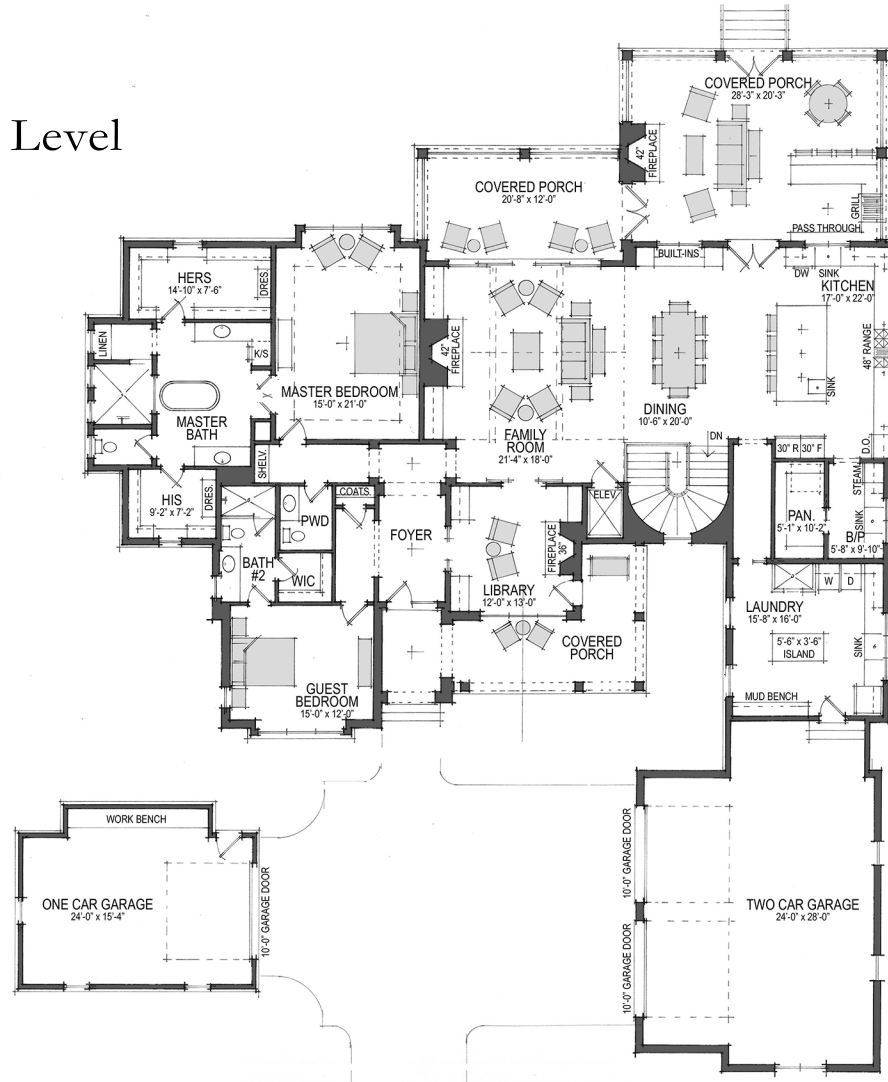 Level
COVERED PORCH
28'-3" x 20'-3"
42"
FIREPLACE
COVERED PORCH
20'-8" x 12'-0"
GRILL
PASS THROUGH
BUILT-INS
DW
SINK
KITCHEN
17'-0" x 22'-0"
HERS
14'-10" x 7'-6"
DRES.
LINEN
K/S
42"
FIREPLACE
48" RANGE
SINK
MASTER BEDROOM
15'-0" x 21'-0"
MASTER
BATH
DINING
10'-6" x 20'-0"
FAMILY
ROOM
21'-4" x 18'-0"
DN
30" R
30" F
D.O.
SHELV.
HIS
9'-2" x 7'-2"
DRES.
COATS
PWD
ELEV.
STEAM
SINK
PAN.
5'-1" x 10'-2"
B/P
5'-8" x 9'-10"
FOYER
FIREPLACE
36"
BATH
#2
WIC
LIBRARY
12'-0" x 13'-0"
W
D
LAUNDRY
15'-8" x 16'-0"
5'-6" x 3'-6"
ISLAND
SINK
COVERED
PORCH
GUEST
BEDROOM
15'-0" x 12'-0"
MUD BENCH
WORK BENCH
ONE CAR GARAGE
24'-0" x 15'-4"
10'-0" GARAGE DOOR
10'-0" GARAGE DOOR
TWO CAR GARAGE
24'-0" x 28'-0"
10'-0" GARAGE DOOR